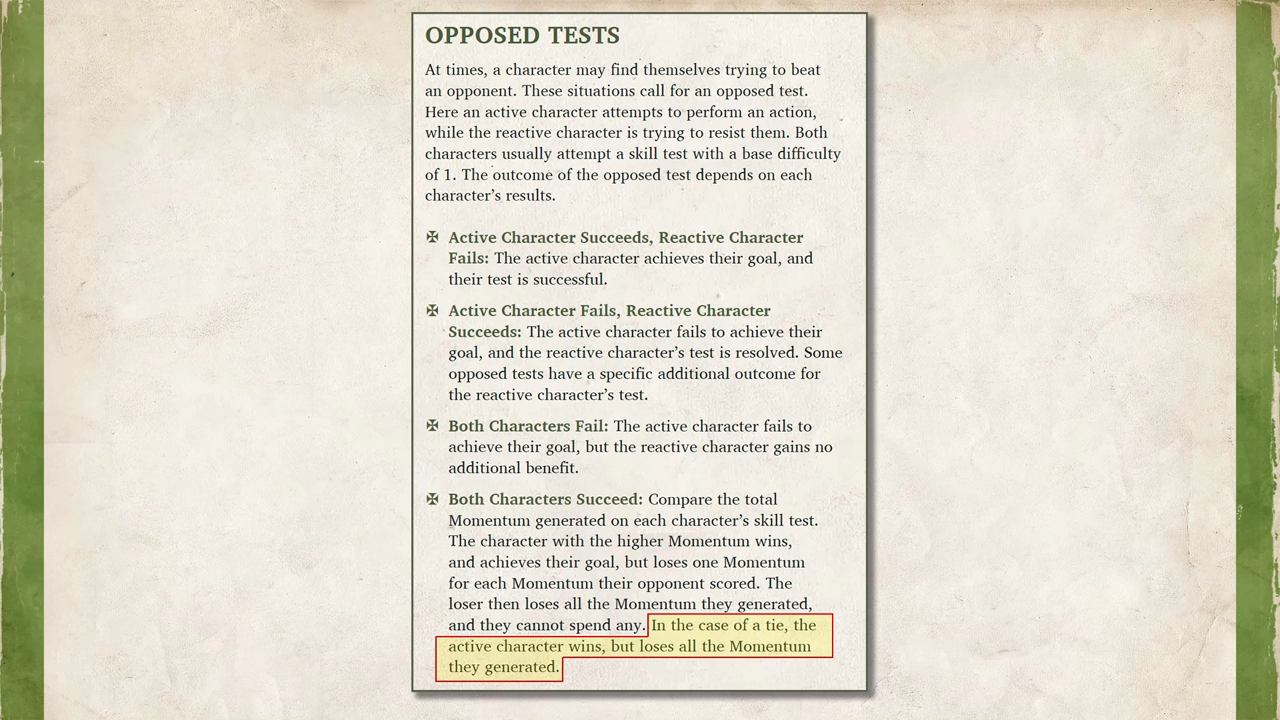 OPPOSED TESTS
At times, a character may find themselves trying to beat
an opponent. These situations call for an opposed test.
Here an active character attempts to perform an action,
while the reactive character is trying to resist them. Both
characters usually attempt a skill test with a base difficulty
of 1. The outcome of the opposed test depends on each
character’s results.
✠ Active Character Succeeds, Reactive Character
Fails: The active character achieves their goal, and
their test is successful.
✠ Active Character Fails, Reactive Character
Succeeds: The active character fails to achieve their
goal, and the reactive character’s test is resolved. Some
opposed tests have a specific additional outcome for
the reactive character’s test.
✠ Both Characters Fail: The active character fails to
achieve their goal, but the reactive character gains no
additional benefit.
✠ Both Characters Succeed: Compare the total
Momentum generated on each character’s skill test.
The character with the higher Momentum wins,
and achieves their goal, but loses one Momentum
for each Momentum their opponent scored. The
loser then loses all the Momentum they generated,
and they cannot spend any. In the case of a tie, the
active character wins, but loses all the Momentum
they generated.